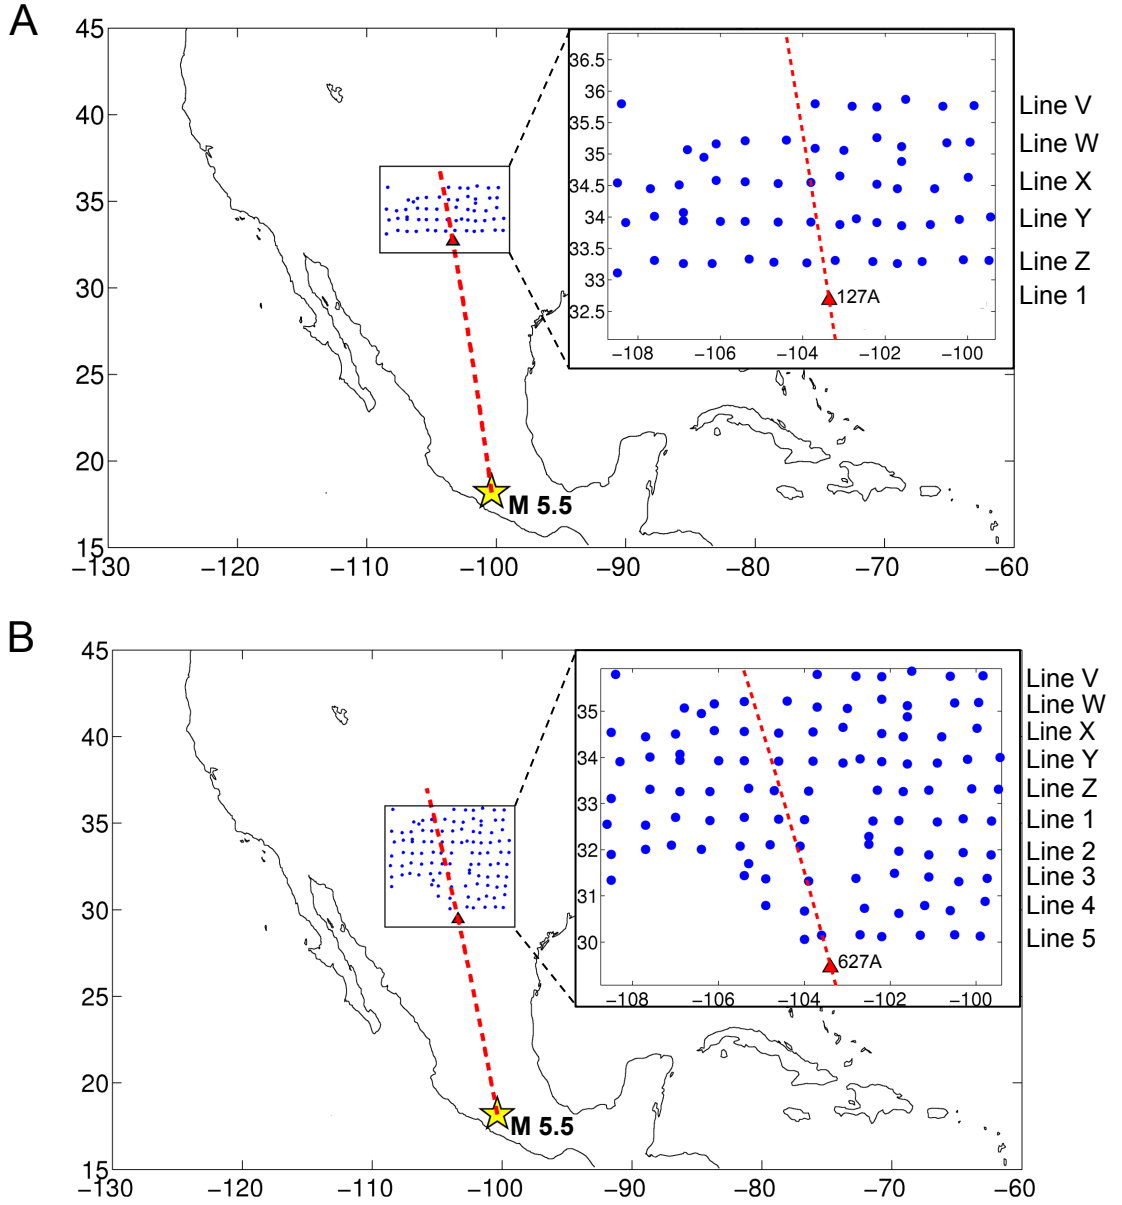 A
45
40
35
30
25
20
15
−130
−120
−110
−100
−90
−80
−70
−60
M 5.5
36.5
36
35.5
35
34.5
34
33.5
33
32.5
−108
−106
−104
−102
−100
127A
Line V
Line W
Line X
Line Y
Line Z
Line 1
B
45
40
35
30
25
20
15
−130
−120
−110
−100
−90
−80
−70
−60
M 5.5
35
34
33
32
31
30
−108
−106
−104
−102
−100
627A
Line V
Line W
Line X
Line Y
Line Z
Line 1
Line 2
Line 3
Line 4
Line 5